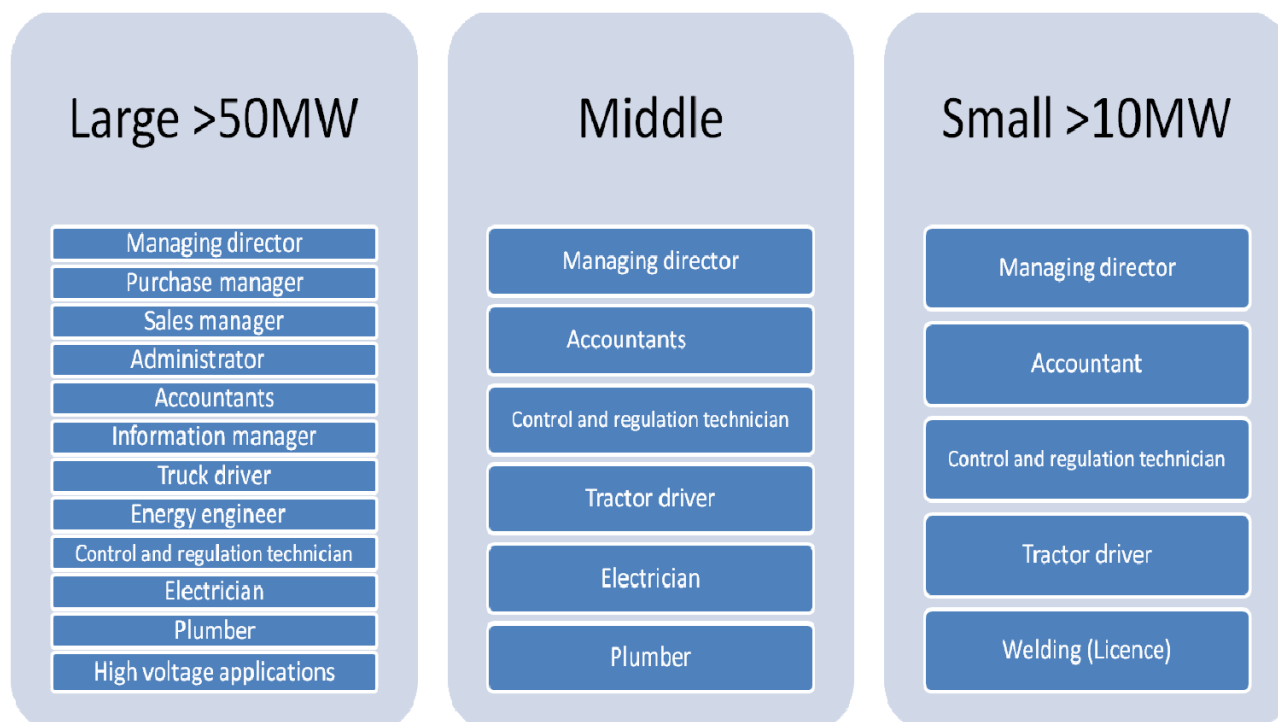 Large >50MW
Managing director
Purchase manager
Sales manager
Administrator
Accountants
Information manager
Truck driver
Energy engineer
Control and regulation technician
Electrician
Plumber
High voltage applications
Middle
Managing director
Accountants
Control and regulation technician
Tractor driver
Electrician
Plumber
Small >10MW
Managing director
Accountant
Control and regulation technician
Tractor driver
Welding (Licence)